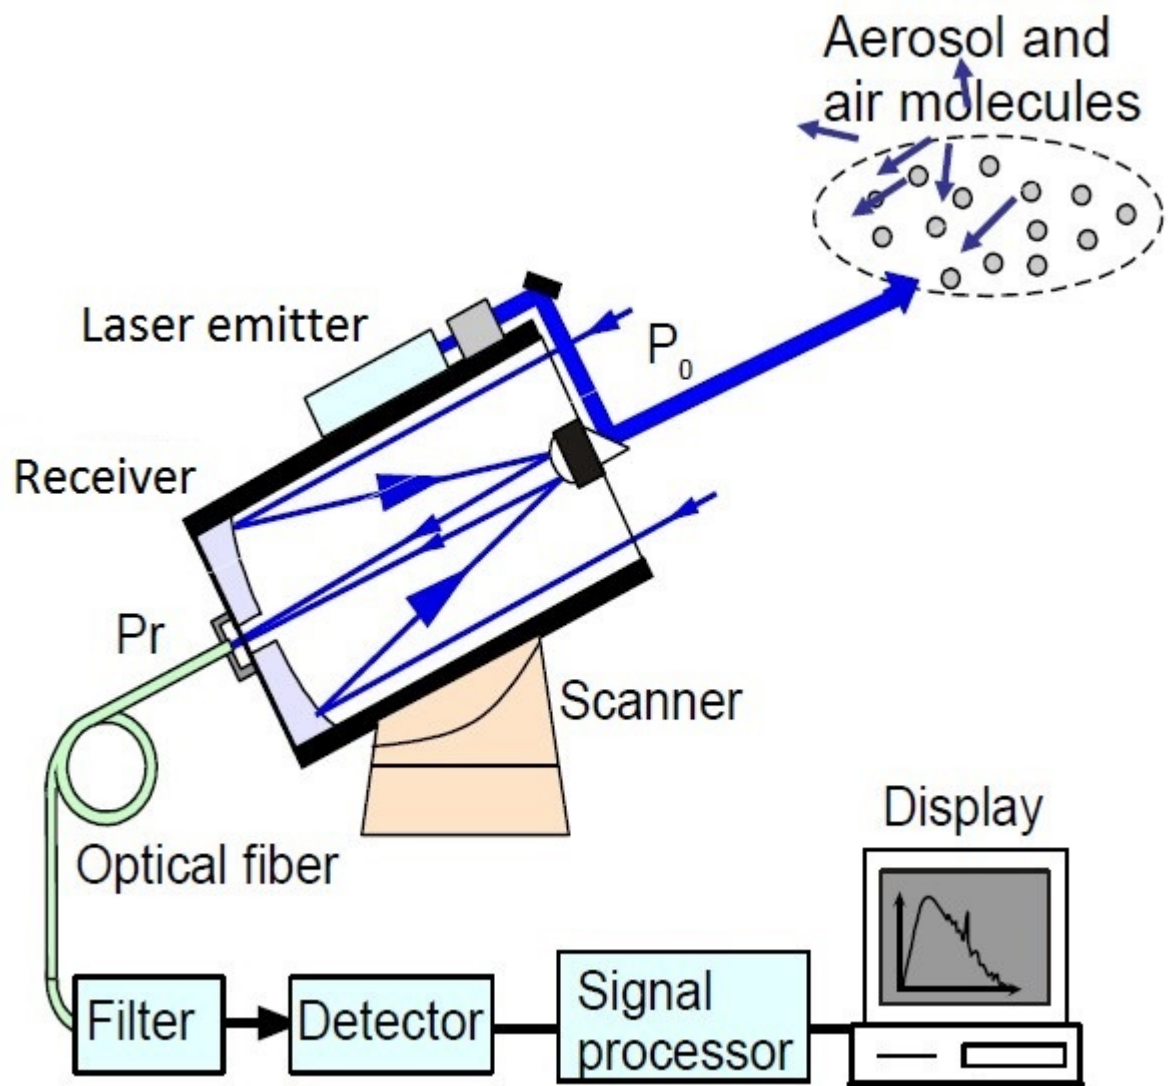 Aerosol and
air molecules
Laser emitter
P₀
Receiver
Pr
Scanner
Optical fiber
Display
Filter
Detector
Signal
processor